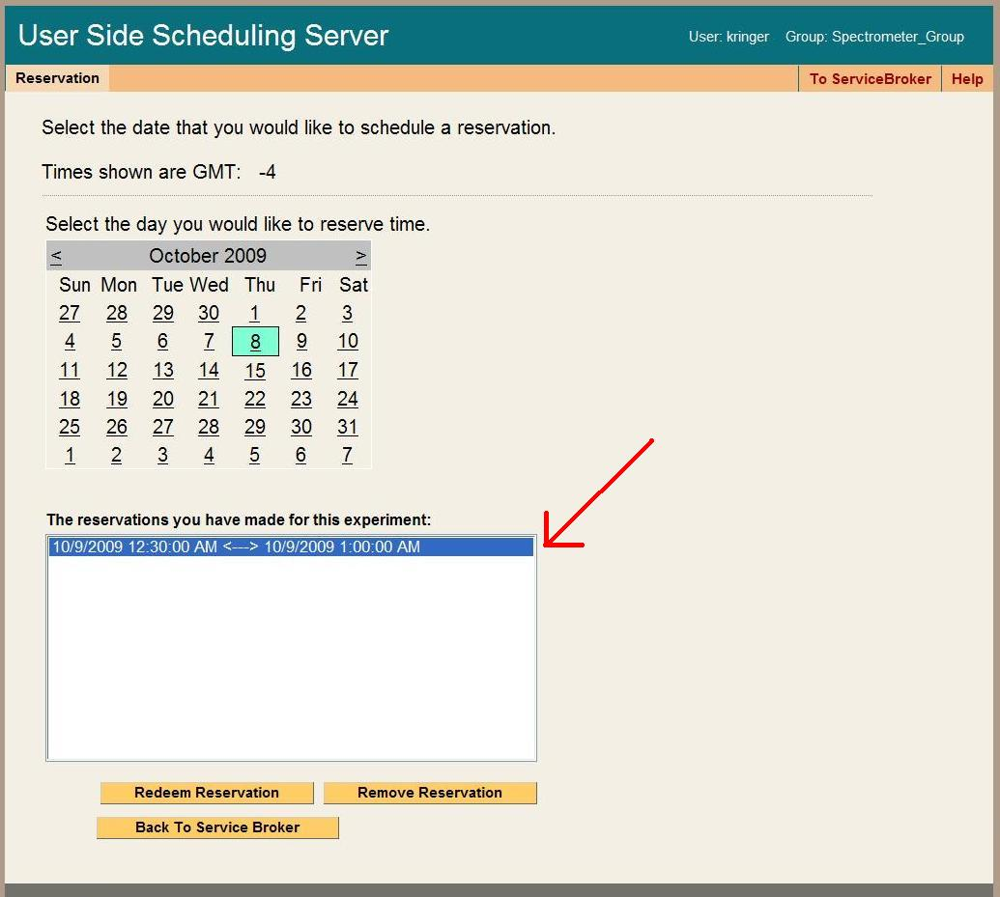 User Side Scheduling Server
User: kringer Group: Spectrometer_Group
Reservation To ServiceBroker Help
Select the date that you would like to schedule a reservation.
Times shown are GMT: -4
Select the day you would like to reserve time.
< October 2009 >
Sun Mon Tue Wed Thu Fri Sat
27 28 29 30 1 2 3
4 5 6 7 8 9 10
11 12 13 14 15 16 17
18 19 20 21 22 23 24
25 26 27 28 29 30 31
1 2 3 4 5 6 7
The reservations you have made for this experiment:
10/9/2009 12:30:00 AM <---> 10/9/2009 1:00:00 AM
Redeem Reservation Remove Reservation
Back To Service Broker